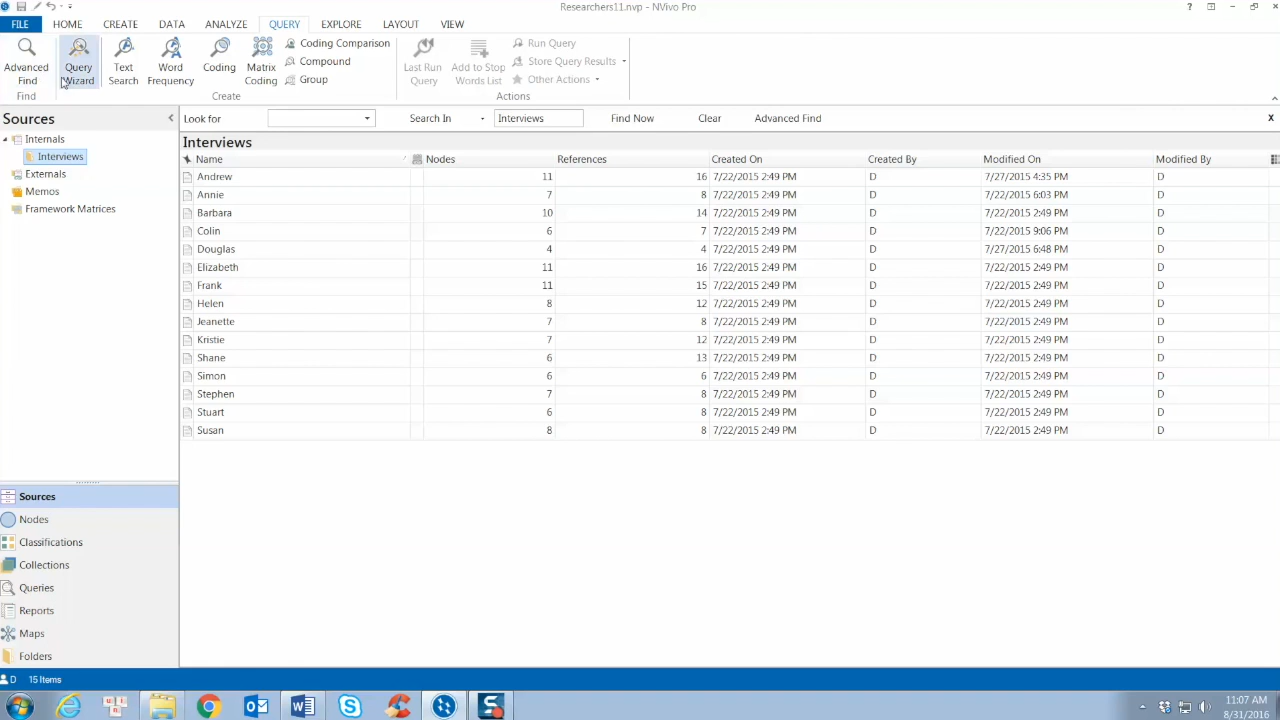 Researchers11.nvp - NVivo Pro
FILE HOME CREATE DATA ANALYZE QUERY EXPLORE LAYOUT VIEW
Advanced Find
Query Wizard
Text Search
Word Frequency
Coding
Matrix Coding
Coding Comparison
Compound
Group
Last Run Query
Add to Stop Words List
Run Query
Store Query Results
Other Actions
Find Create Actions
Sources
Look for Search In Interviews Find Now Clear Advanced Find X
Internals
Interviews
Externals
Memos
Framework Matrices
Interviews
Name Nodes References Created On Created By Modified On Modified By
Andrew 11 16 7/22/2015 2:49 PM D 7/27/2015 4:35 PM D
Annie 7 8 7/22/2015 2:49 PM D 7/22/2015 6:03 PM D
Barbara 10 14 7/22/2015 2:49 PM D 7/22/2015 2:49 PM D
Colin 6 7 7/22/2015 2:49 PM D 7/22/2015 9:06 PM D
Douglas 4 4 7/22/2015 2:49 PM D 7/27/2015 6:48 PM D
Elizabeth 11 16 7/22/2015 2:49 PM D 7/22/2015 2:49 PM D
Frank 11 15 7/22/2015 2:49 PM D 7/22/2015 2:49 PM D
Helen 8 12 7/22/2015 2:49 PM D 7/22/2015 2:49 PM D
Jeanette 7 8 7/22/2015 2:49 PM D 7/22/2015 2:49 PM D
Kristie 7 12 7/22/2015 2:49 PM D 7/22/2015 2:49 PM D
Shane 6 13 7/22/2015 2:49 PM D 7/22/2015 2:49 PM D
Simon 6 6 7/22/2015 2:49 PM D 7/22/2015 2:49 PM D
Stephen 7 8 7/22/2015 2:49 PM D 7/22/2015 2:49 PM D
Stuart 6 8 7/22/2015 2:49 PM D 7/22/2015 2:49 PM D
Susan 8 8 7/22/2015 2:49 PM D 7/22/2015 2:49 PM D
Sources
Nodes
Classifications
Collections
Queries
Reports
Maps
Folders
D 15 Items
11:07 AM
8/31/2016